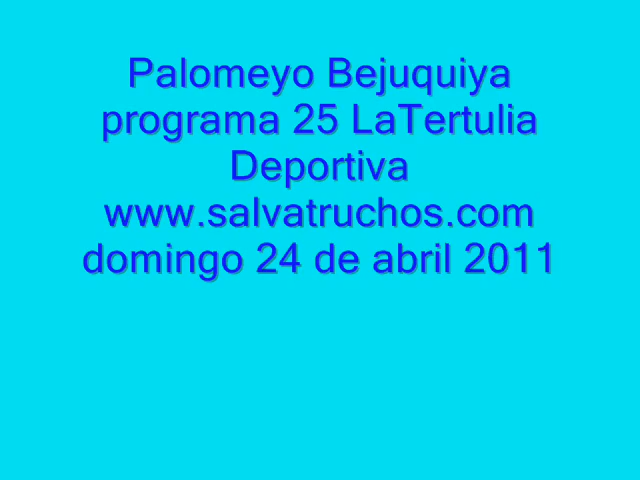 Palomeyo Bejuquiya
programa 25 LaTertulia
Deportiva
www.salvatruchos.com
domingo 24 de abril 2011